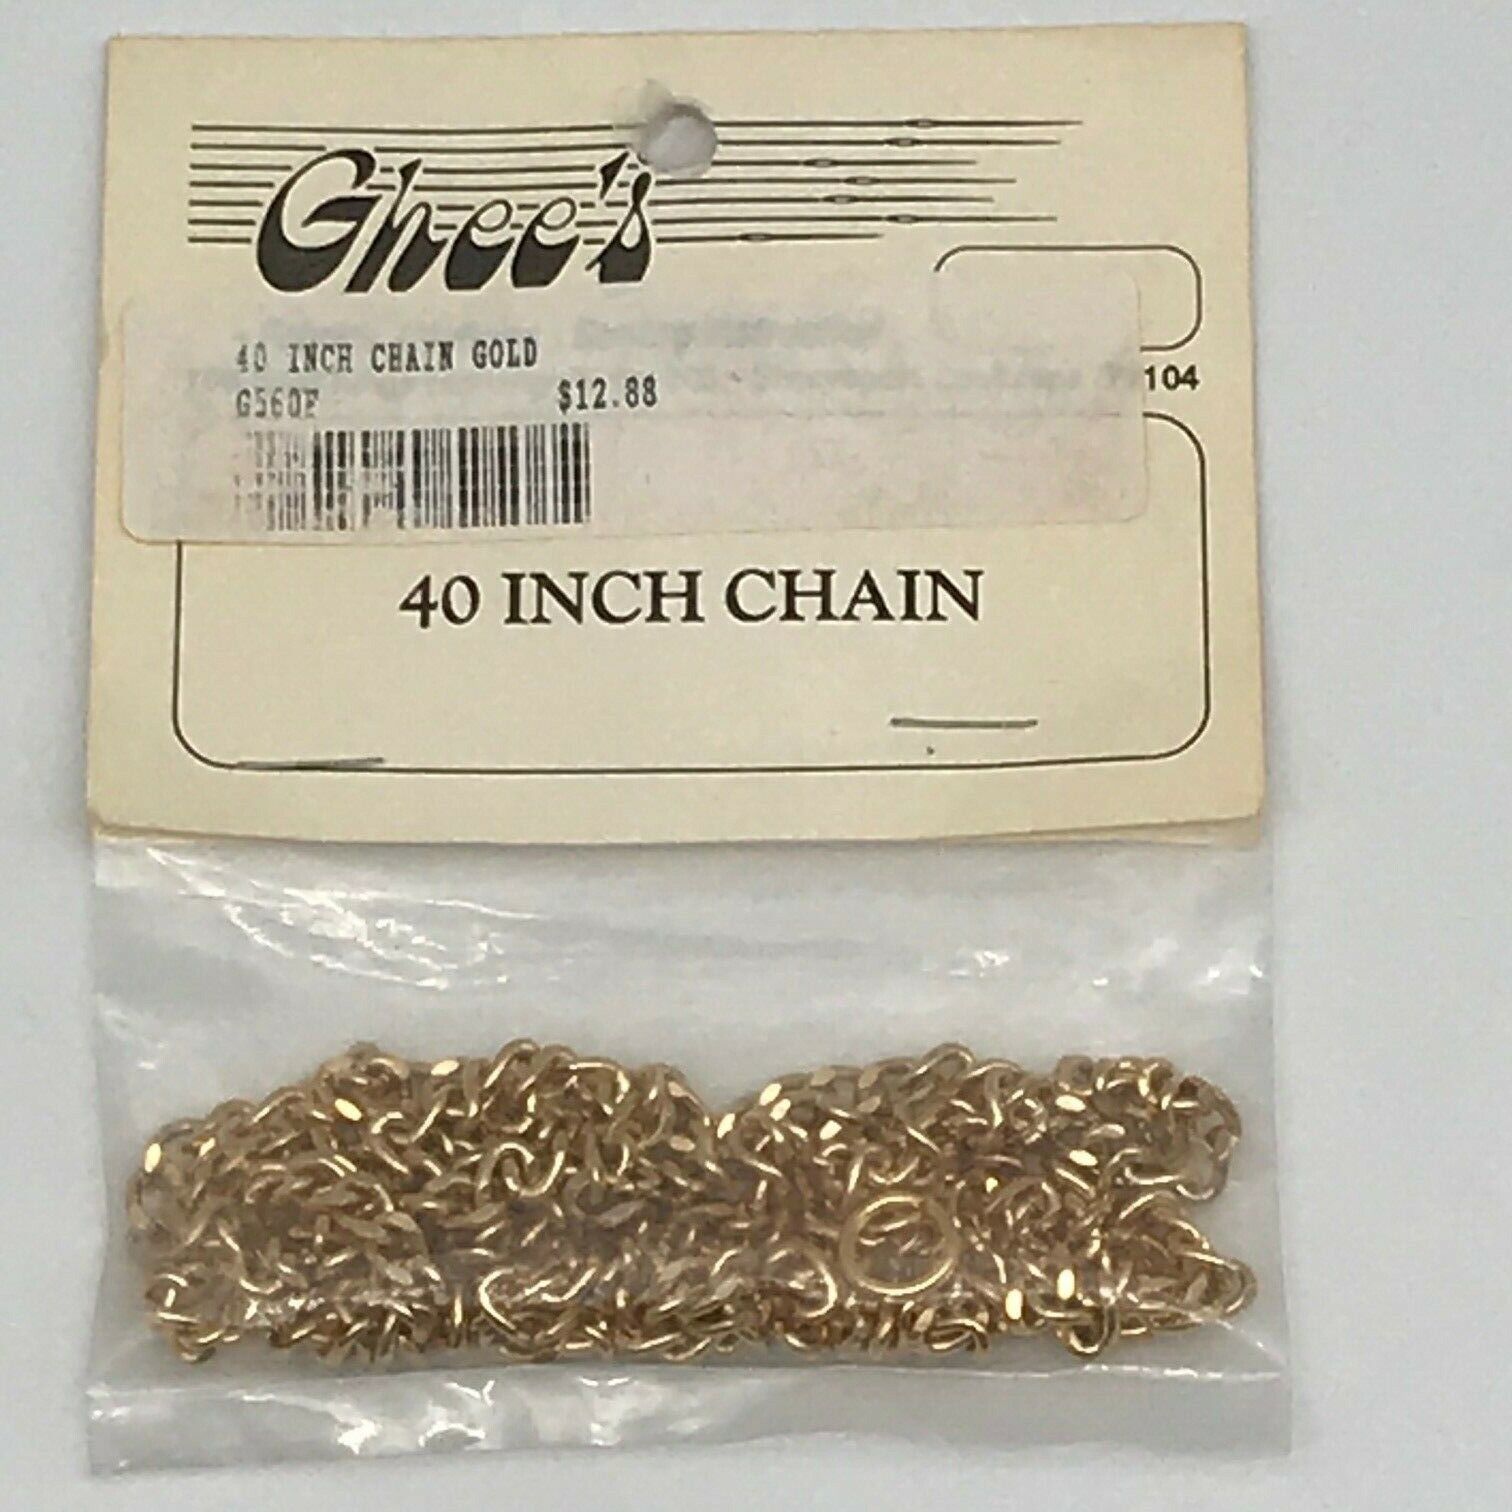 Ghee's
40 INCH CHAIN GOLD
G560F $12.88
104
40 INCH CHAIN